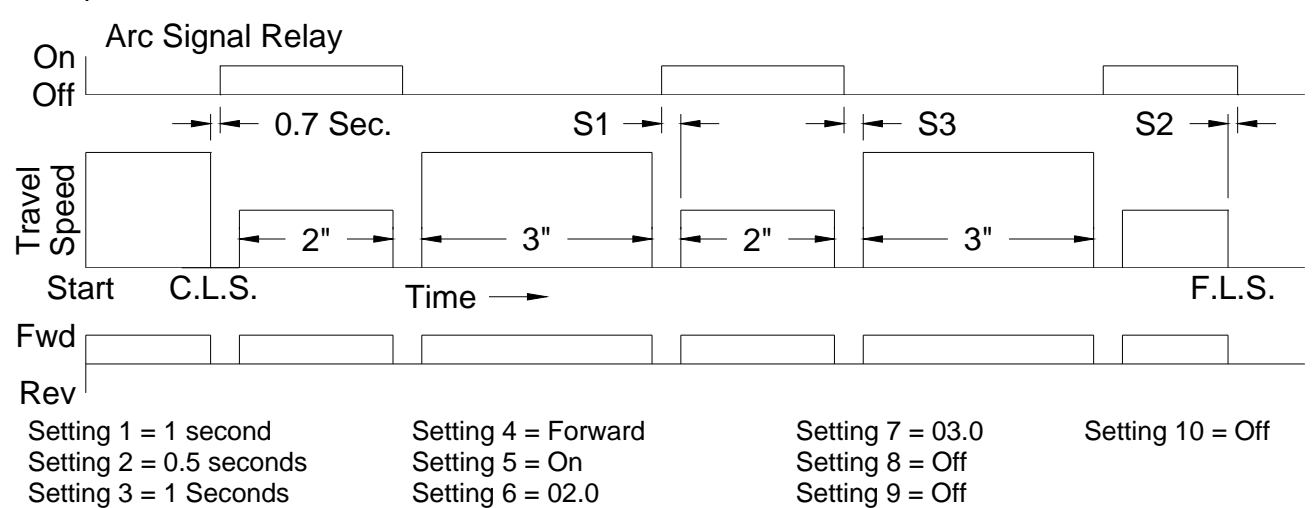 Arc Signal Relay
On
Off
0.7 Sec.
S1
S3
S2
Travel
Speed
2"
3"
2"
3"
Start
C.L.S.
Time
F.L.S.
Fwd
Rev
Setting 1 = 1 second
Setting 2 = 0.5 seconds
Setting 3 = 1 Seconds
Setting 4 = Forward
Setting 5 = On
Setting 6 = 02.0
Setting 7 = 03.0
Setting 8 = Off
Setting 9 = Off
Setting 10 = Off